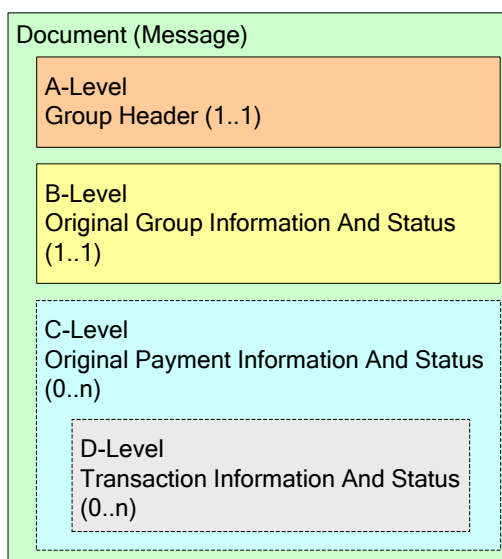 Document (Message)
A-Level
Group Header (1..1)
B-Level
Original Group Information And Status
(1..1)
C-Level
Original Payment Information And Status
(0..n)
D-Level
Transaction Information And Status
(0..n)